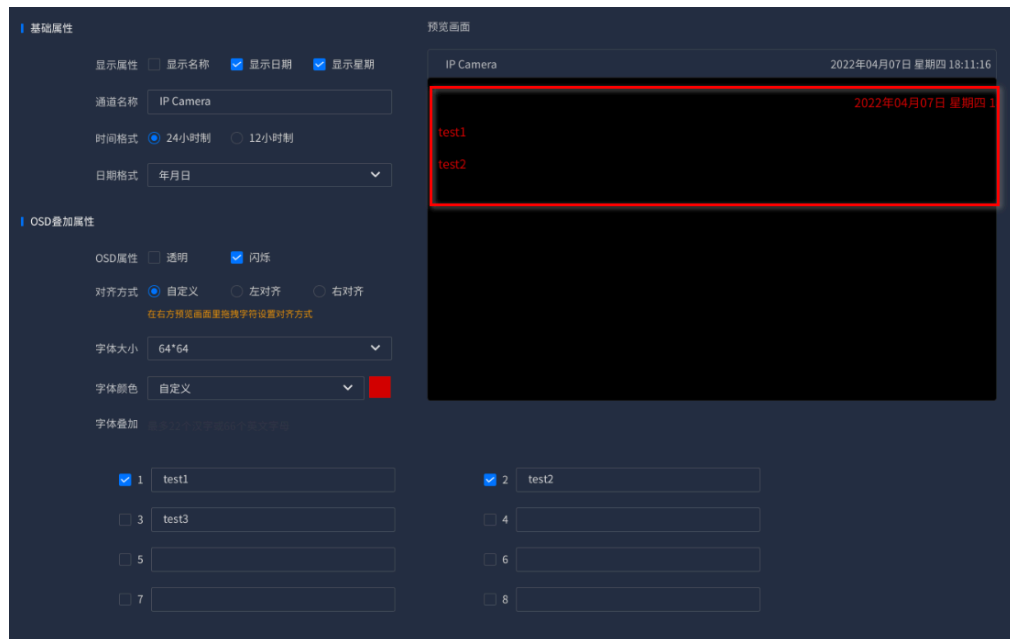 基础属性
显示属性 显示名称 显示日期 显示星期
通道名称 IP Camera
时间格式 24小时制 12小时制
日期格式 年月日
OSD叠加属性
OSD属性 透明 闪烁
对齐方式 自定义 左对齐 右对齐
在右方预览画面里拖拽字符设置对齐方式
字体大小 64*64
字体颜色 自定义
字体叠加
预览画面
IP Camera 2022年04月07日 星期四 18:11:16
2022年04月07日 星期四 1
test1
test2
1 test1 2 test2
3 test3 4
5 6
7 8